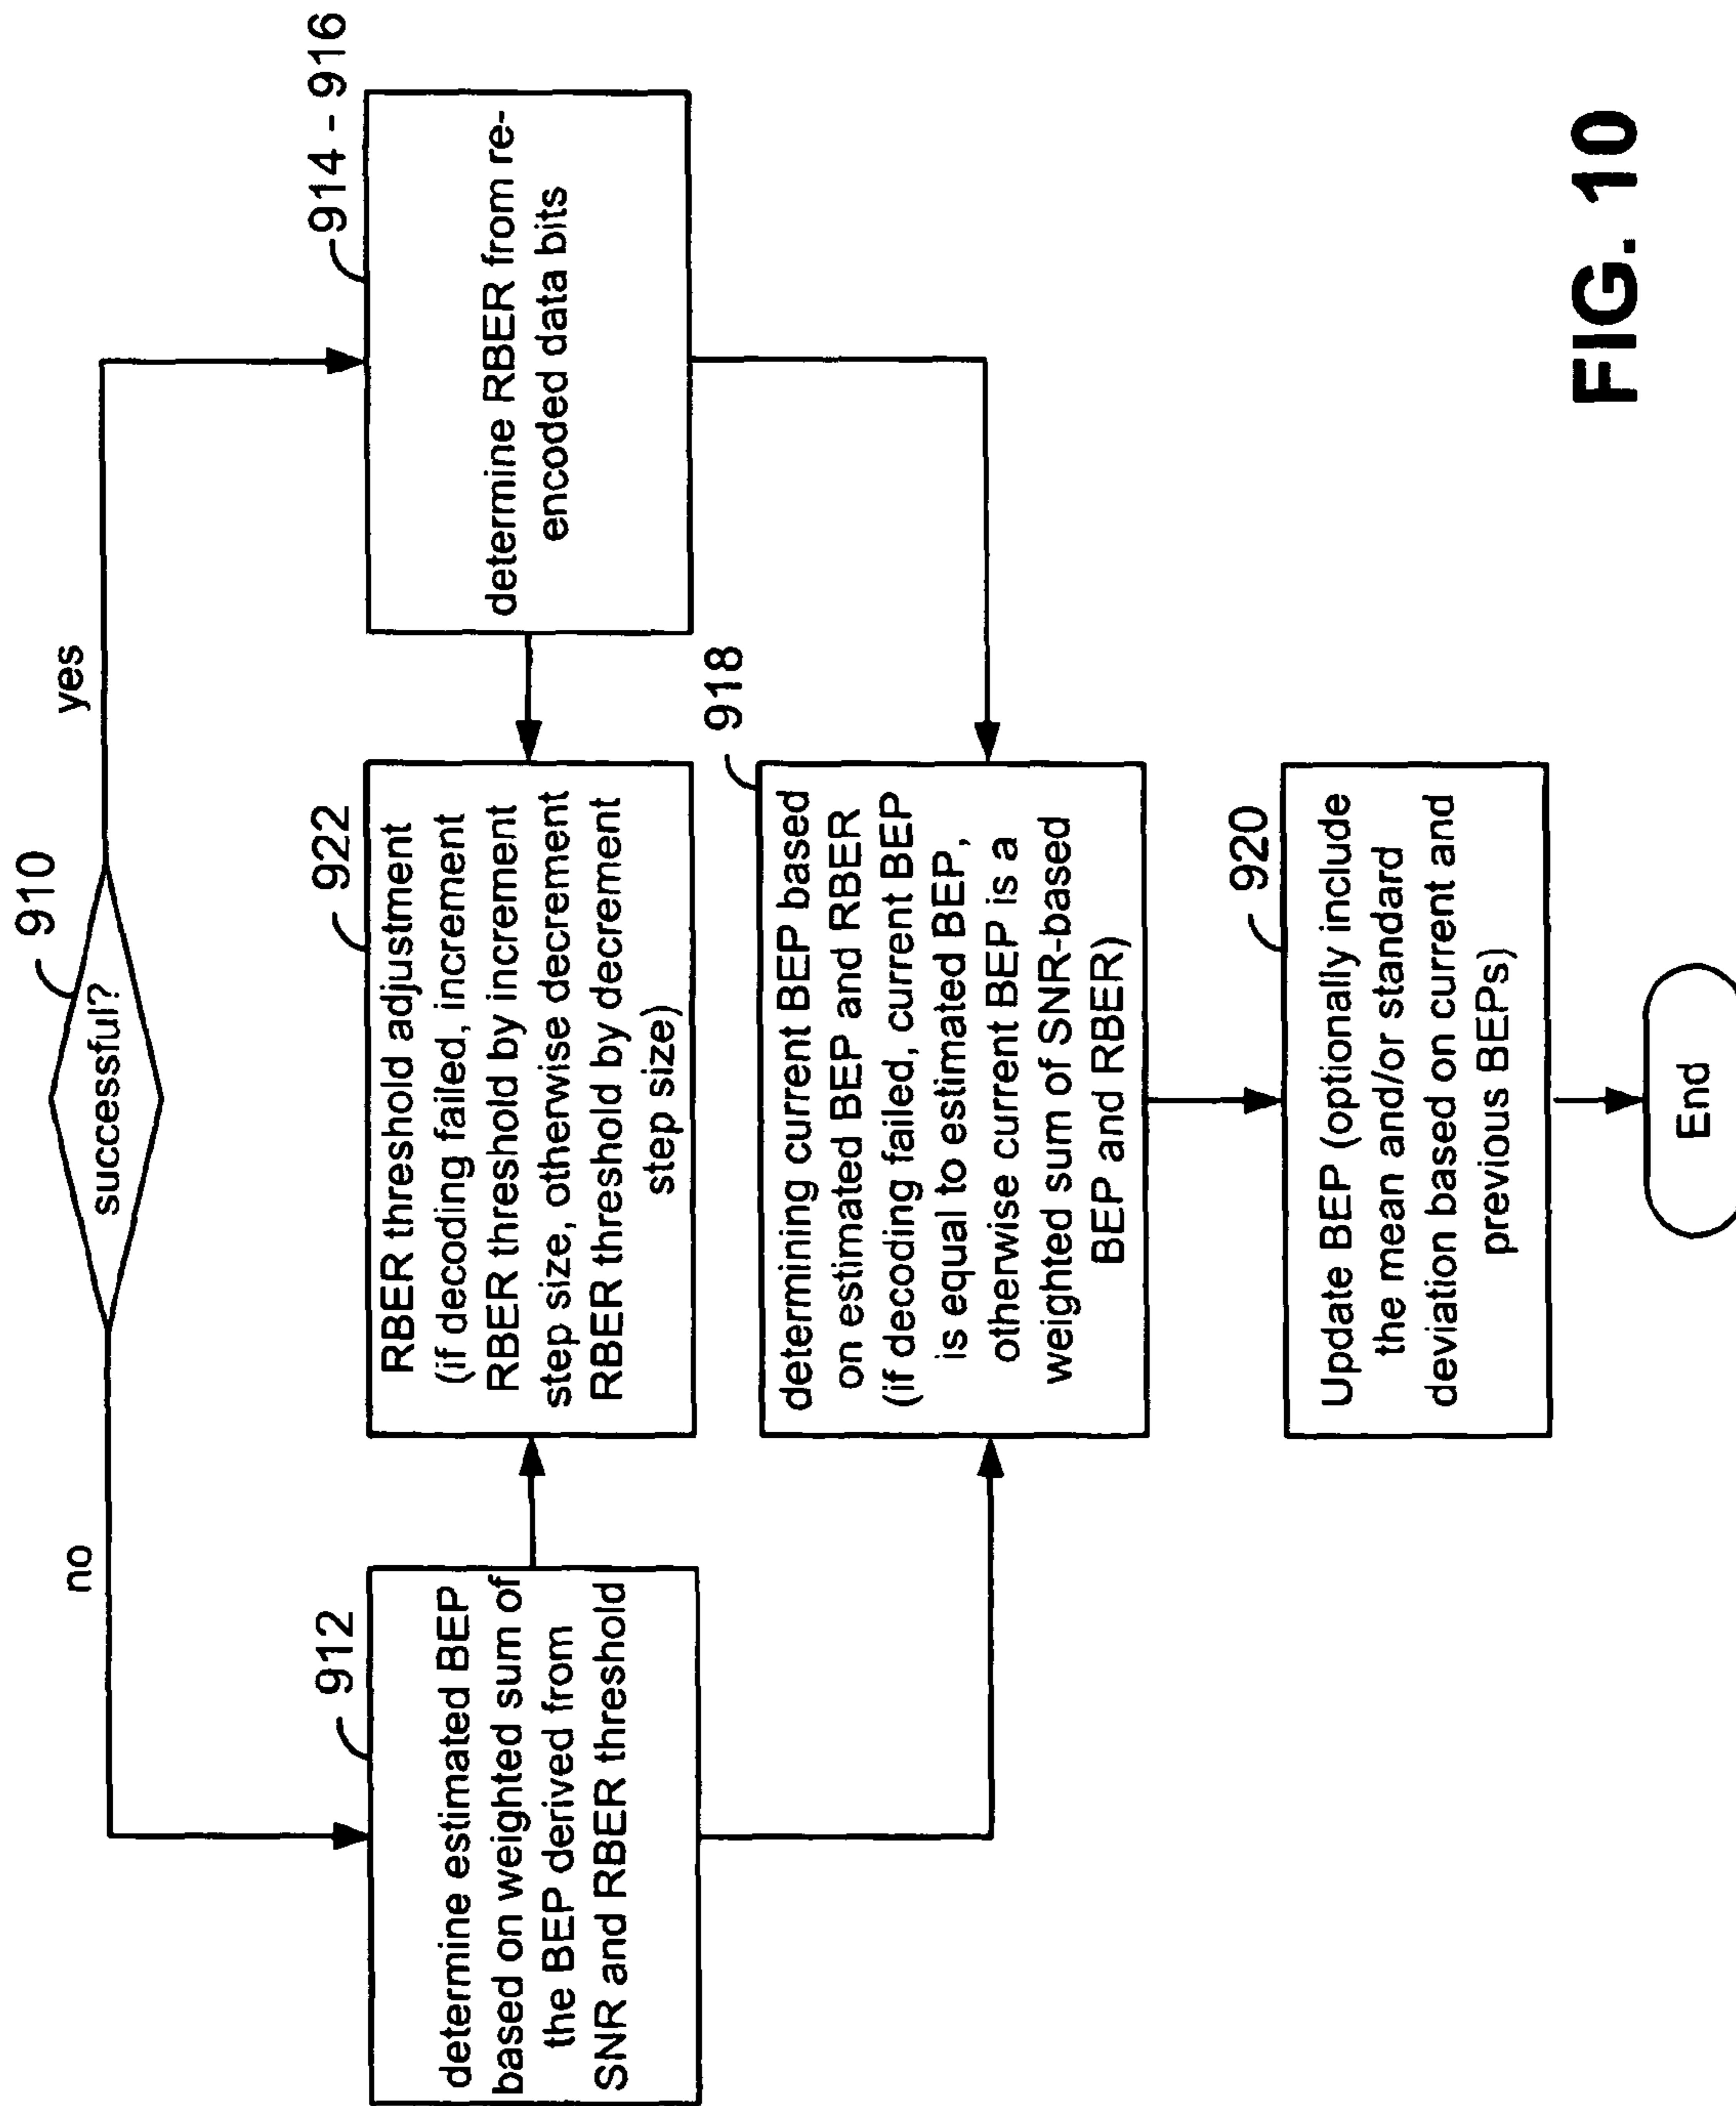 910
successful?
no
yes
912
determine estimated BEP
based on weighted sum of
the BEP derived from
SNR and RBER threshold
922
RBER threshold adjustment
(if decoding failed, increment
RBER threshold by increment
step size, otherwise decrement
RBER threshold by decrement
step size)
914 - 916
determine RBER from re-
encoded data bits
918
determining current BEP based
on estimated BEP and RBER
(if decoding failed, current BEP
is equal to estimated BEP,
otherwise current BEP is a
weighted sum of SNR-based
BEP and RBER)
920
Update BEP (optionally include
the mean and/or standard
deviation based on current and
previous BEPs)
End
FIG. 10